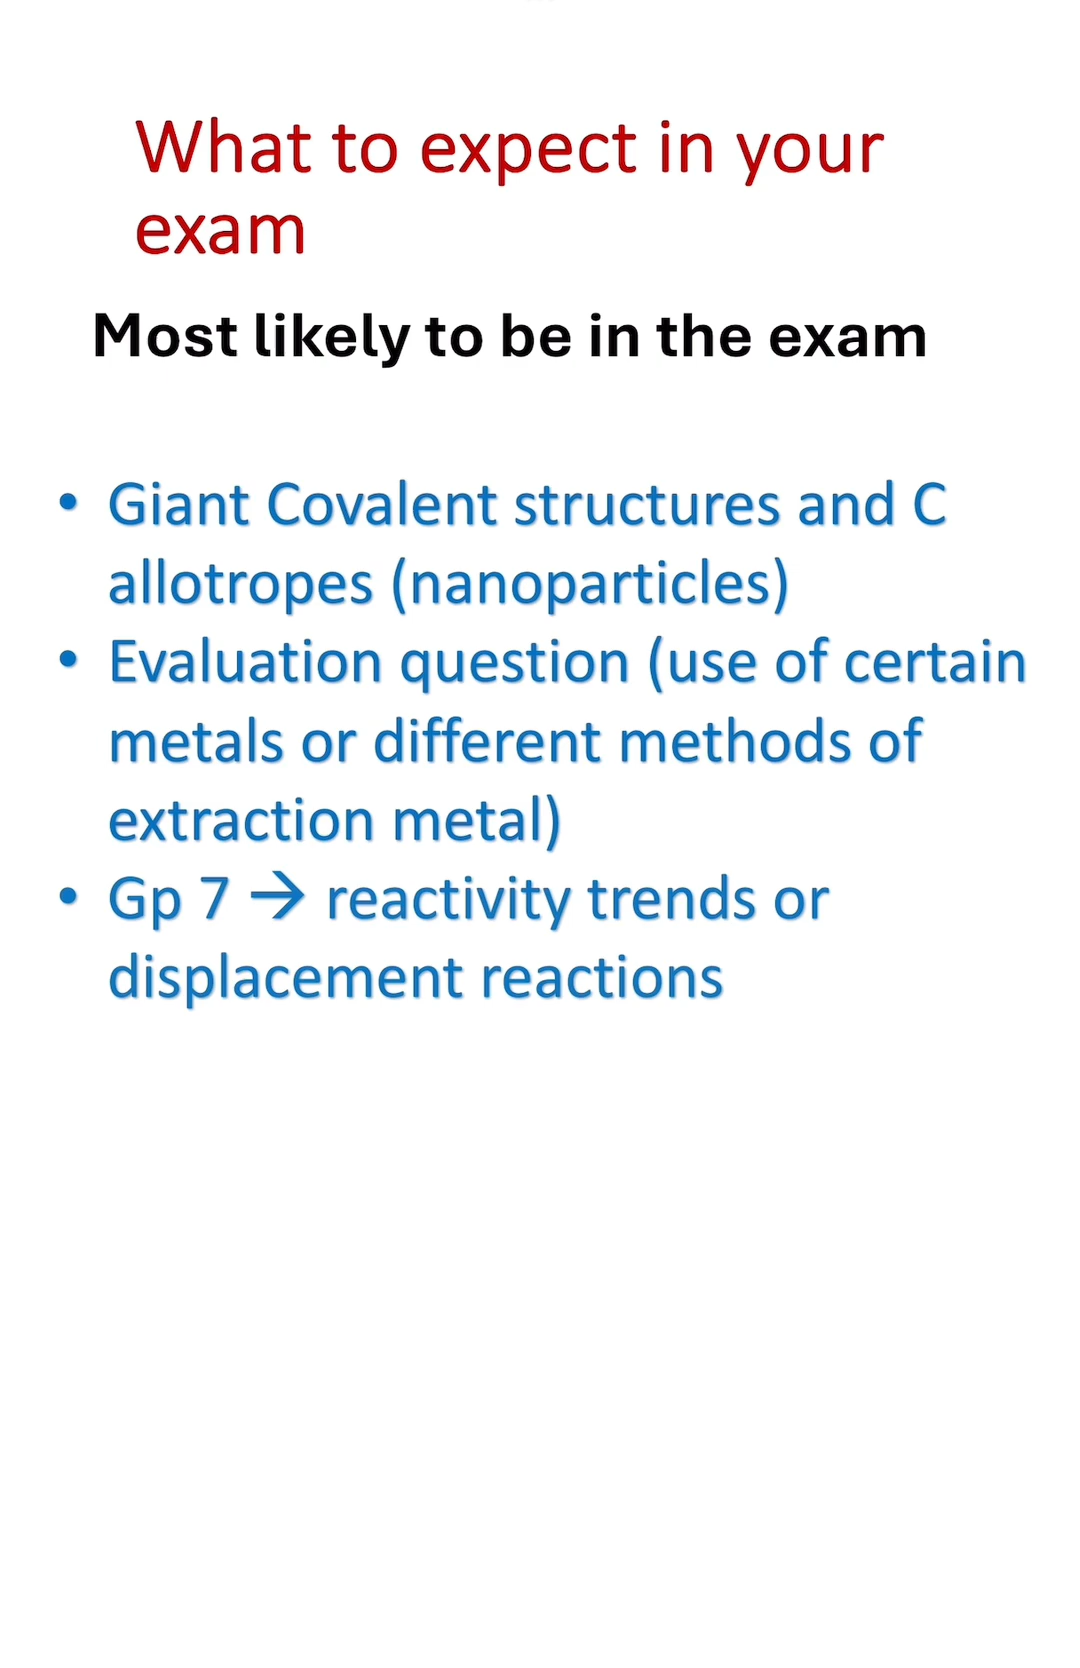 What to expect in your
exam
Most likely to be in the exam
• Giant Covalent structures and C
allotropes (nanoparticles)
• Evaluation question (use of certain
metals or different methods of
extraction metal)
• Gp 7 → reactivity trends or
displacement reactions